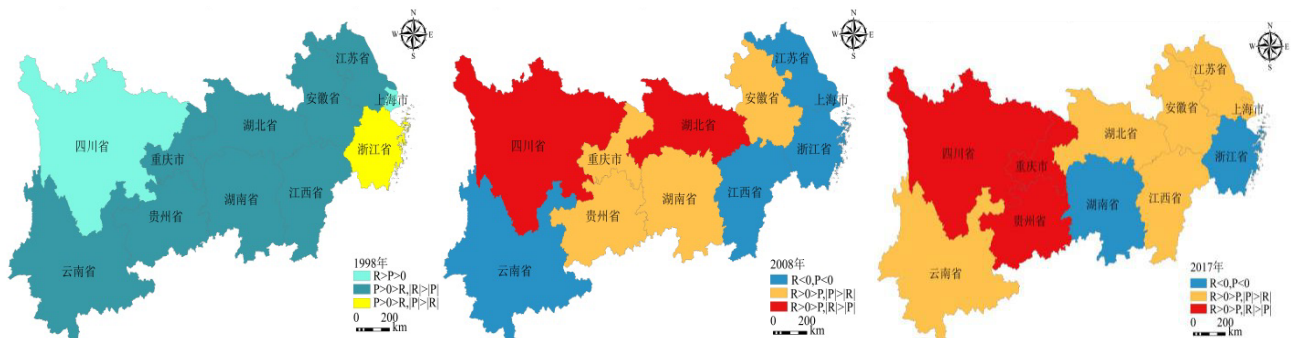 N
W E
S
江苏省
安徽省
上海市
湖北省
四川省
重庆市
浙江省
湖南省
江西省
贵州省
云南省
1998年
R>P>0
P>0>R,|R|>P|
P>0>R,|P|>|R|
0 200
km
N
W E
S
江苏省
安徽省
上海市
湖北省
四川省
重庆市
浙江省
江西省
湖南省
贵州省
云南省
2008年
R<0,P<0
R>0>P,|P|>|R|
R>0>P,|R|>|P|
0 200
km
N
W E
S
江苏省
安徽省
上海市
湖北省
四川省
浙江省
重庆市
江西省
湖南省
贵州省
云南省
2017年
R<0,P<0
R>0>P,|P|>|R|
R>0>P,|R|>|P|
0 200
km